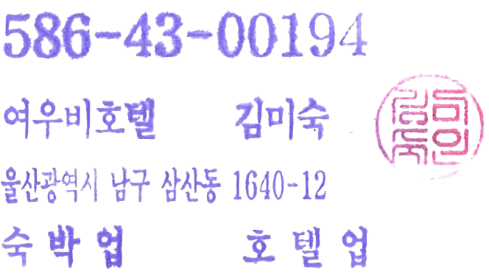 586-43-00194
여우비호텔 김미숙
울산광역시 남구 삼산동 1640-12
숙박업 호텔업